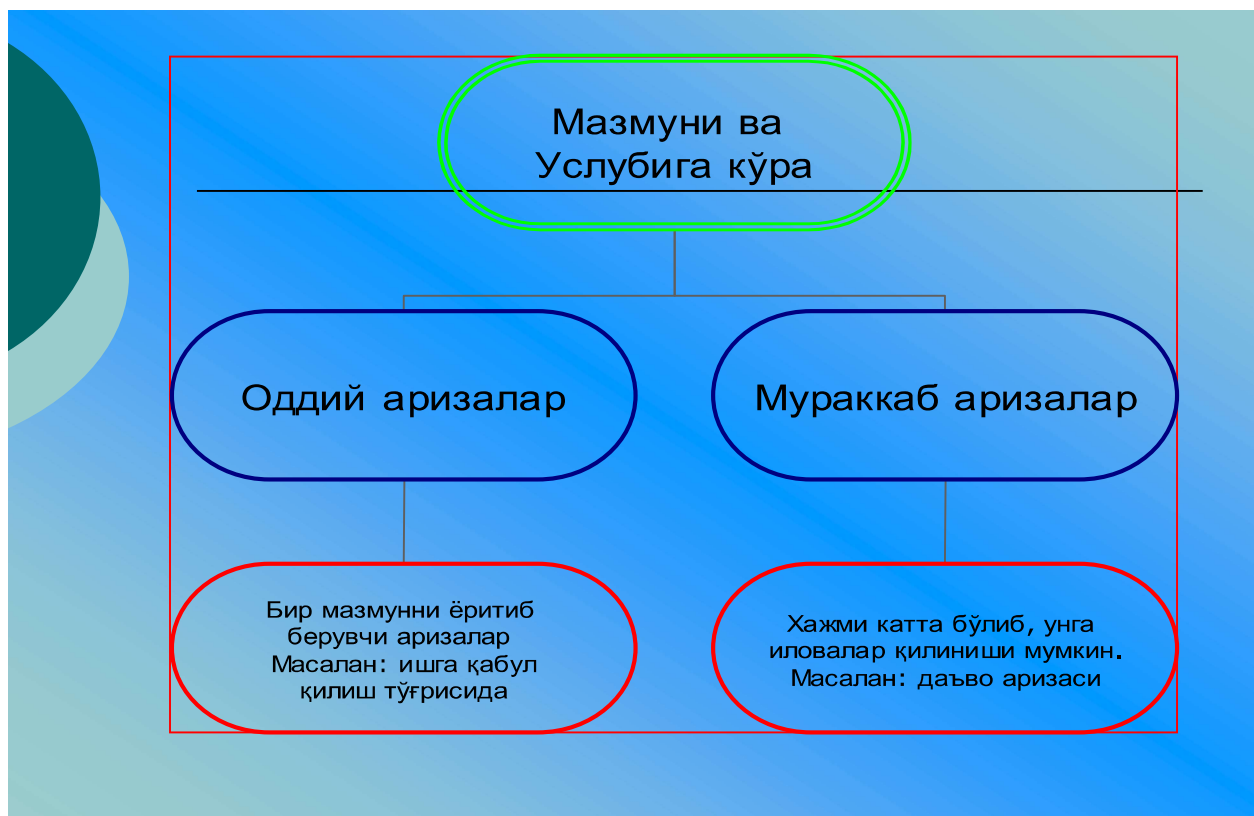 Мазмуни ва
Услубига кўра
Оддий аризалар
Мураккаб аризалар
Бир мазмунни ёритиб
берувчи аризалар
Масалан: ишга қабул
қилиш тўғрисида
Хажми катта бўлиб, унга
иловалар қилиниши мумкин.
Масалан: даъво аризаси